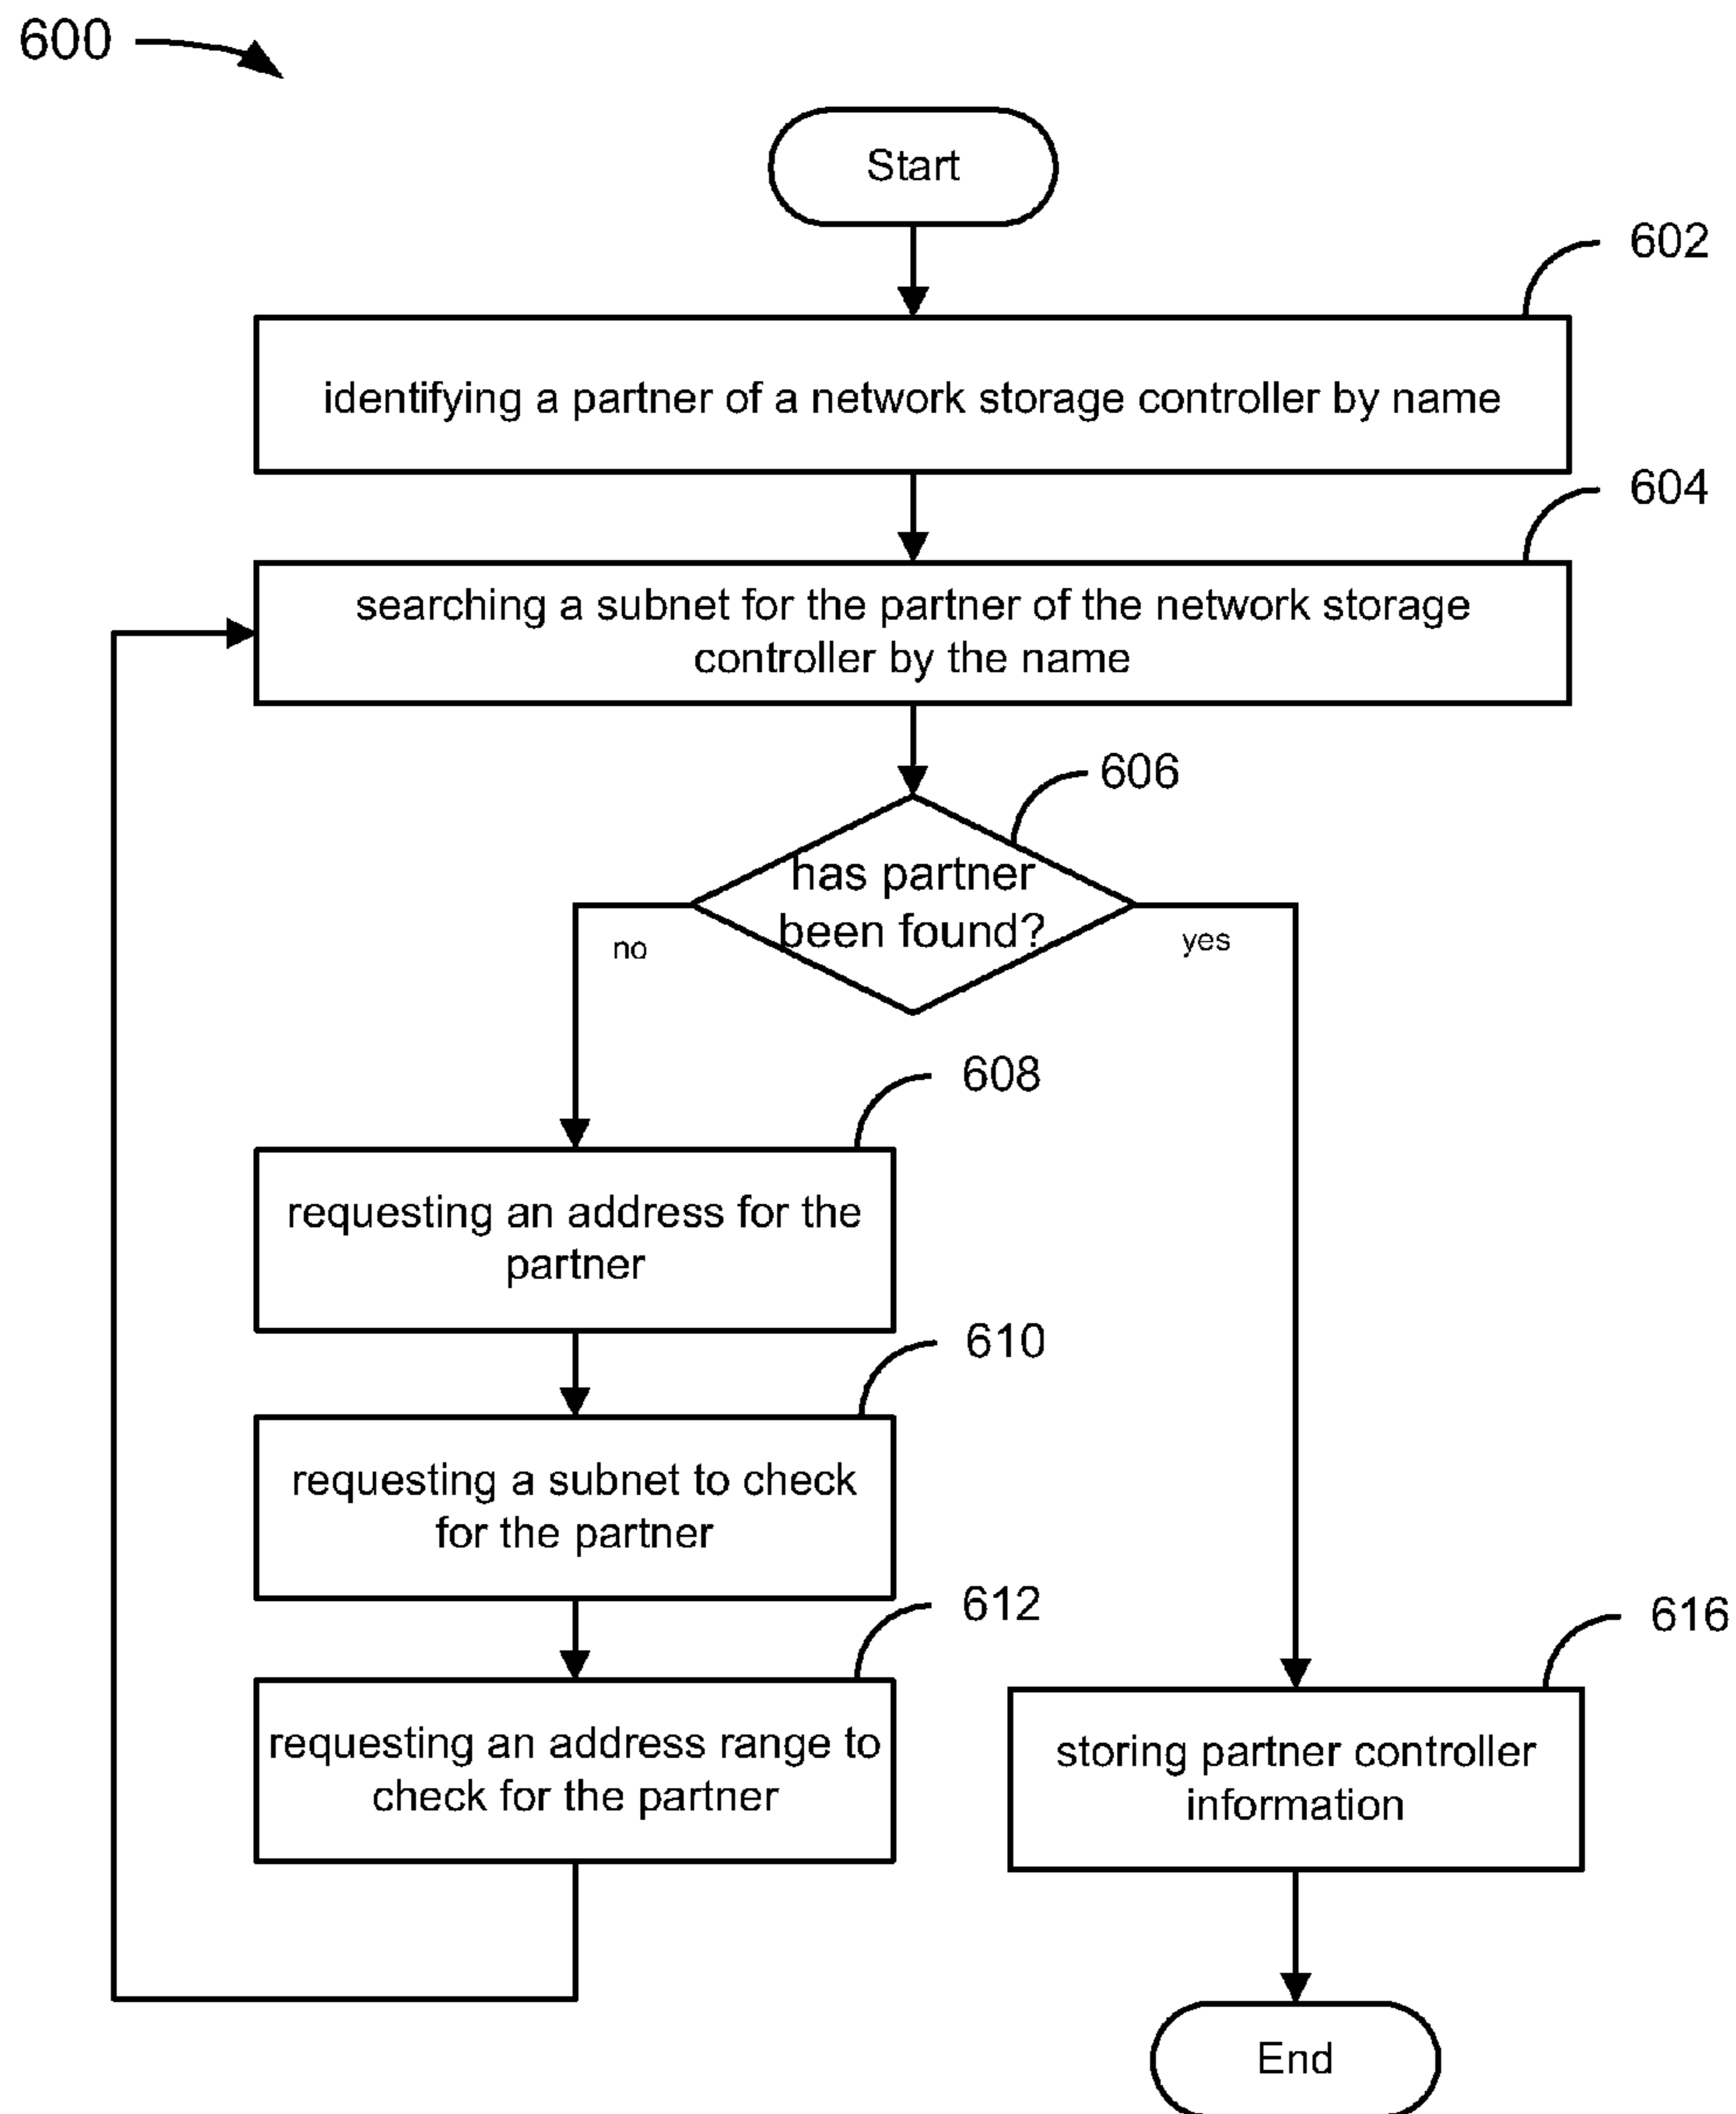 600
Start
602
identifying a partner of a network storage controller by name
604
searching a subnet for the partner of the network storage
controller by the name
606
has partner
been found?
no
yes
608
requesting an address for the
partner
610
requesting a subnet to check
for the partner
612
requesting an address range to
check for the partner
616
storing partner controller
information
End